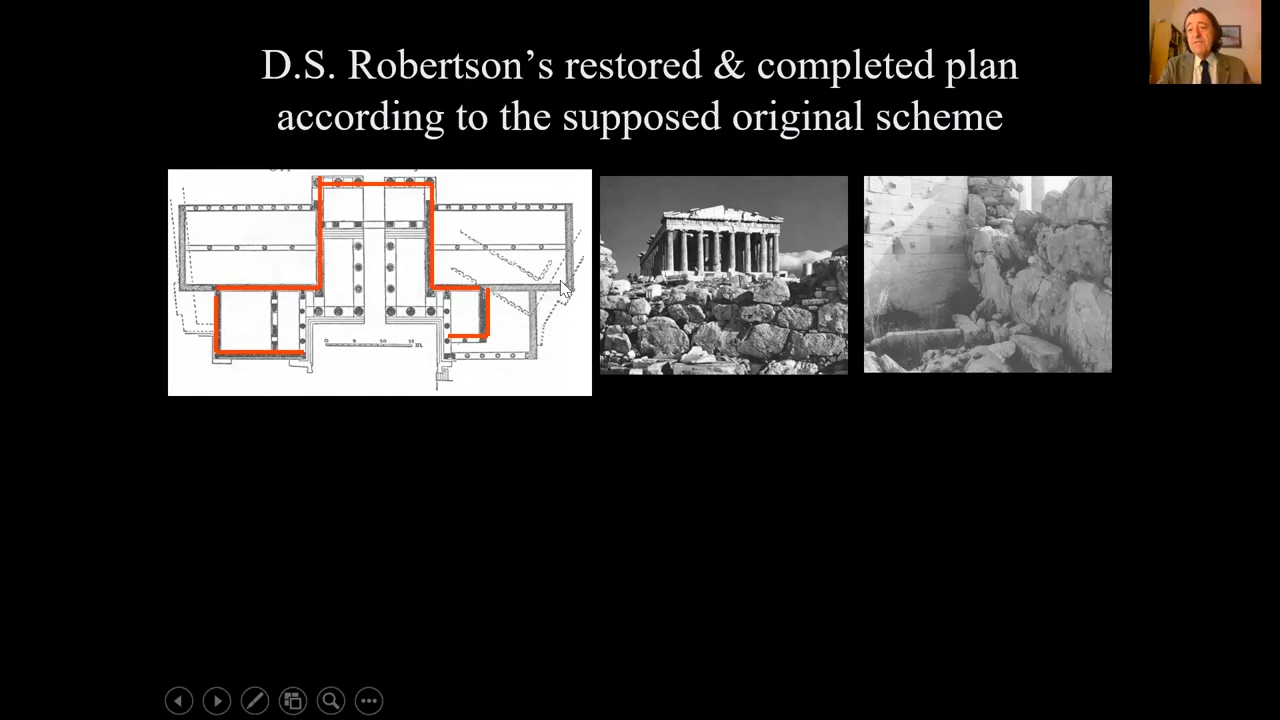 D.S. Robertson’s restored & completed plan
according to the supposed original scheme